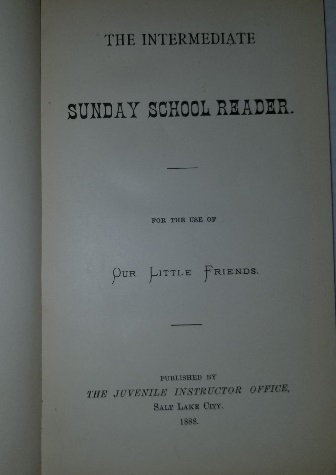 THE INTERMEDIATE
SUNDAY SCHOOL READER.
FOR THE USE OF
OUR LITTLE FRIENDS.
PUBLISHED BY
THE JUVENILE INSTRUCTOR OFFICE,
SALT LAKE CITY.
1888.